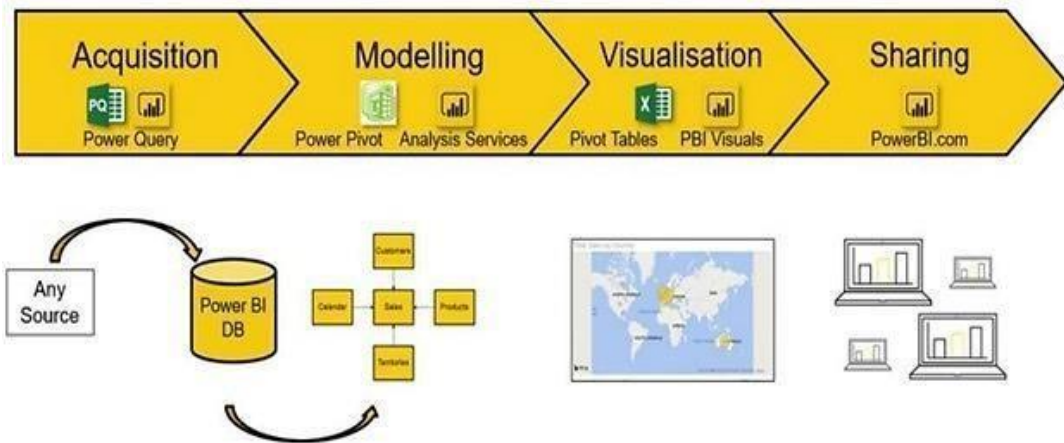 Acquisition
PQ
Power Query
Modelling
Power Pivot Analysis Services
Visualisation
X
Pivot Tables PBI Visuals
Sharing
PowerBI.com
Any
Source
Power BI
DB
Customers
Calendar Sales Products
Territories